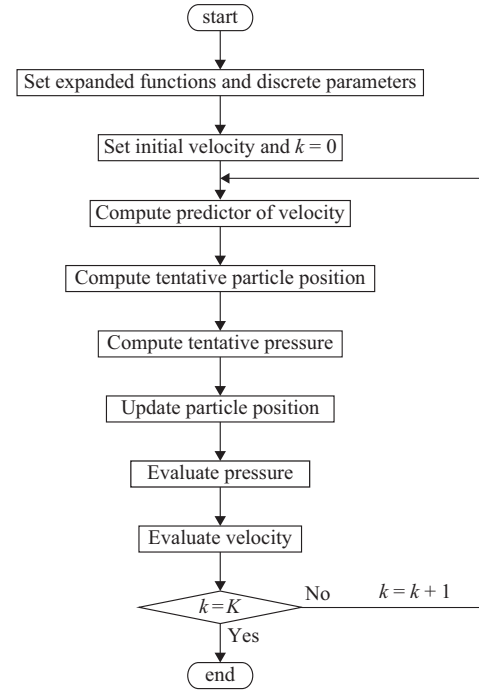 start
Set expanded functions and discrete parameters
Set initial velocity and k = 0
Compute predictor of velocity
Compute tentative particle position
Compute tentative pressure
Update particle position
Evaluate pressure
Evaluate velocity
k = K
No
k = k + 1
Yes
end